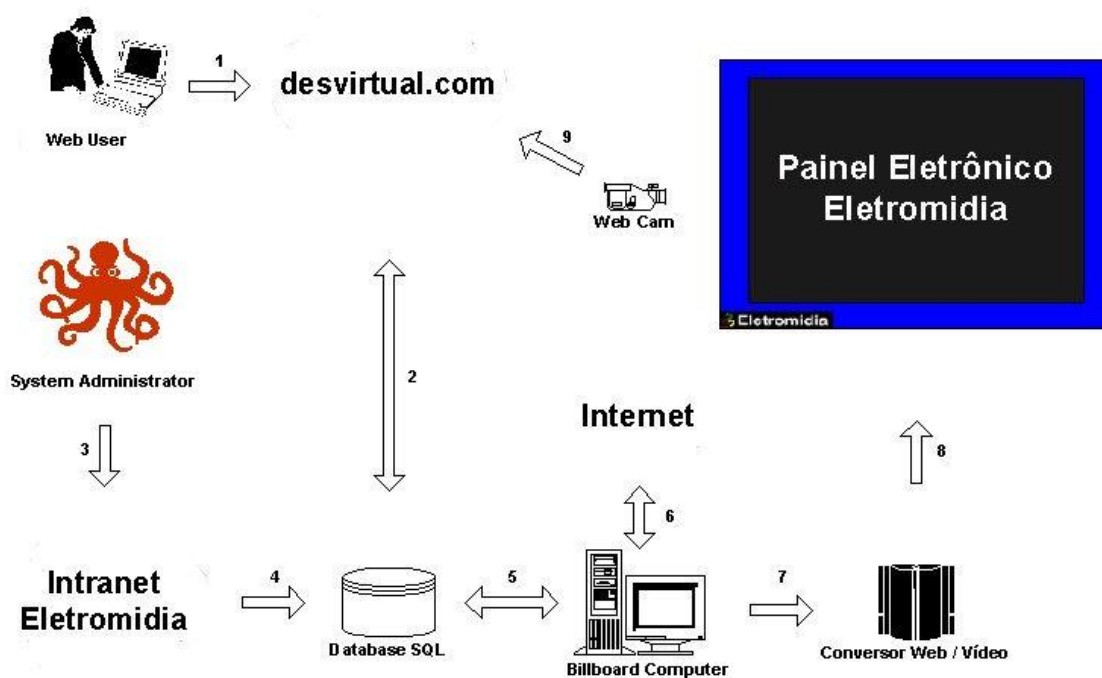 1
desvirtual.com
Web User
9
Web Cam
Painel Eletrônico
Eletromidia
Eletromidia
System Administrator
2
3
Internet
8
6
Intranet
Eletromidia
4
5
7
Database SQL
Billboard Computer
Conversor Web / Vídeo